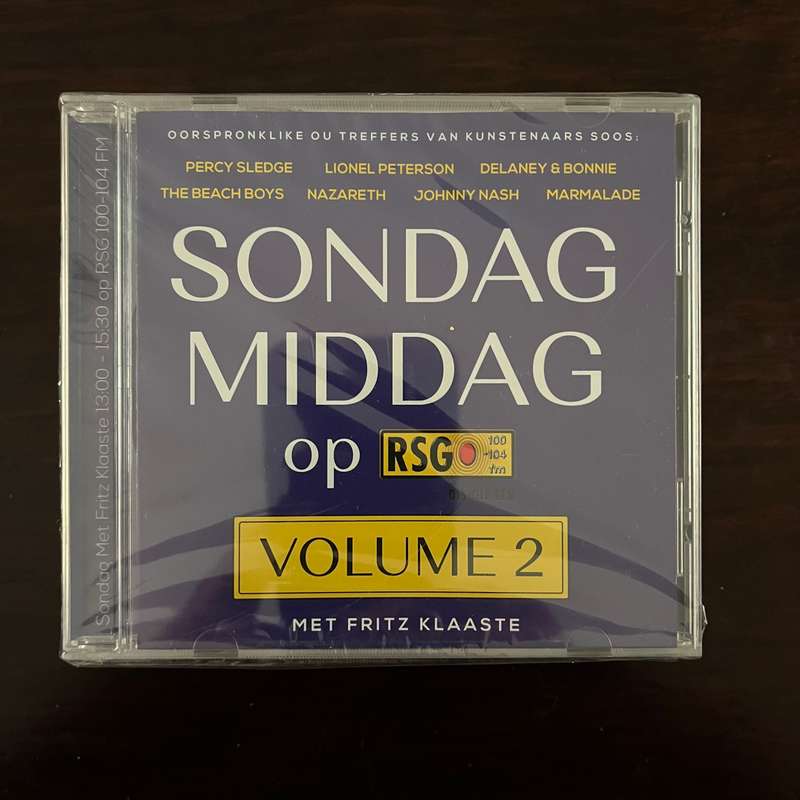 OORSPRONKLIKE OU TREFFERS VAN KUNSTENAARS SOOS:
PERCY SLEDGE LIONEL PETERSON DELANEY & BONNIE
THE BEACH BOYS NAZARETH JOHNNY NASH MARMALADE
SONDAG
MIDDAG
op RSG 100-104 fm
VOLUME 2
MET FRITZ KLAASTE
Sondag Met Fritz Klaaste 13:00 - 15:30 op RSG 100-104 FM